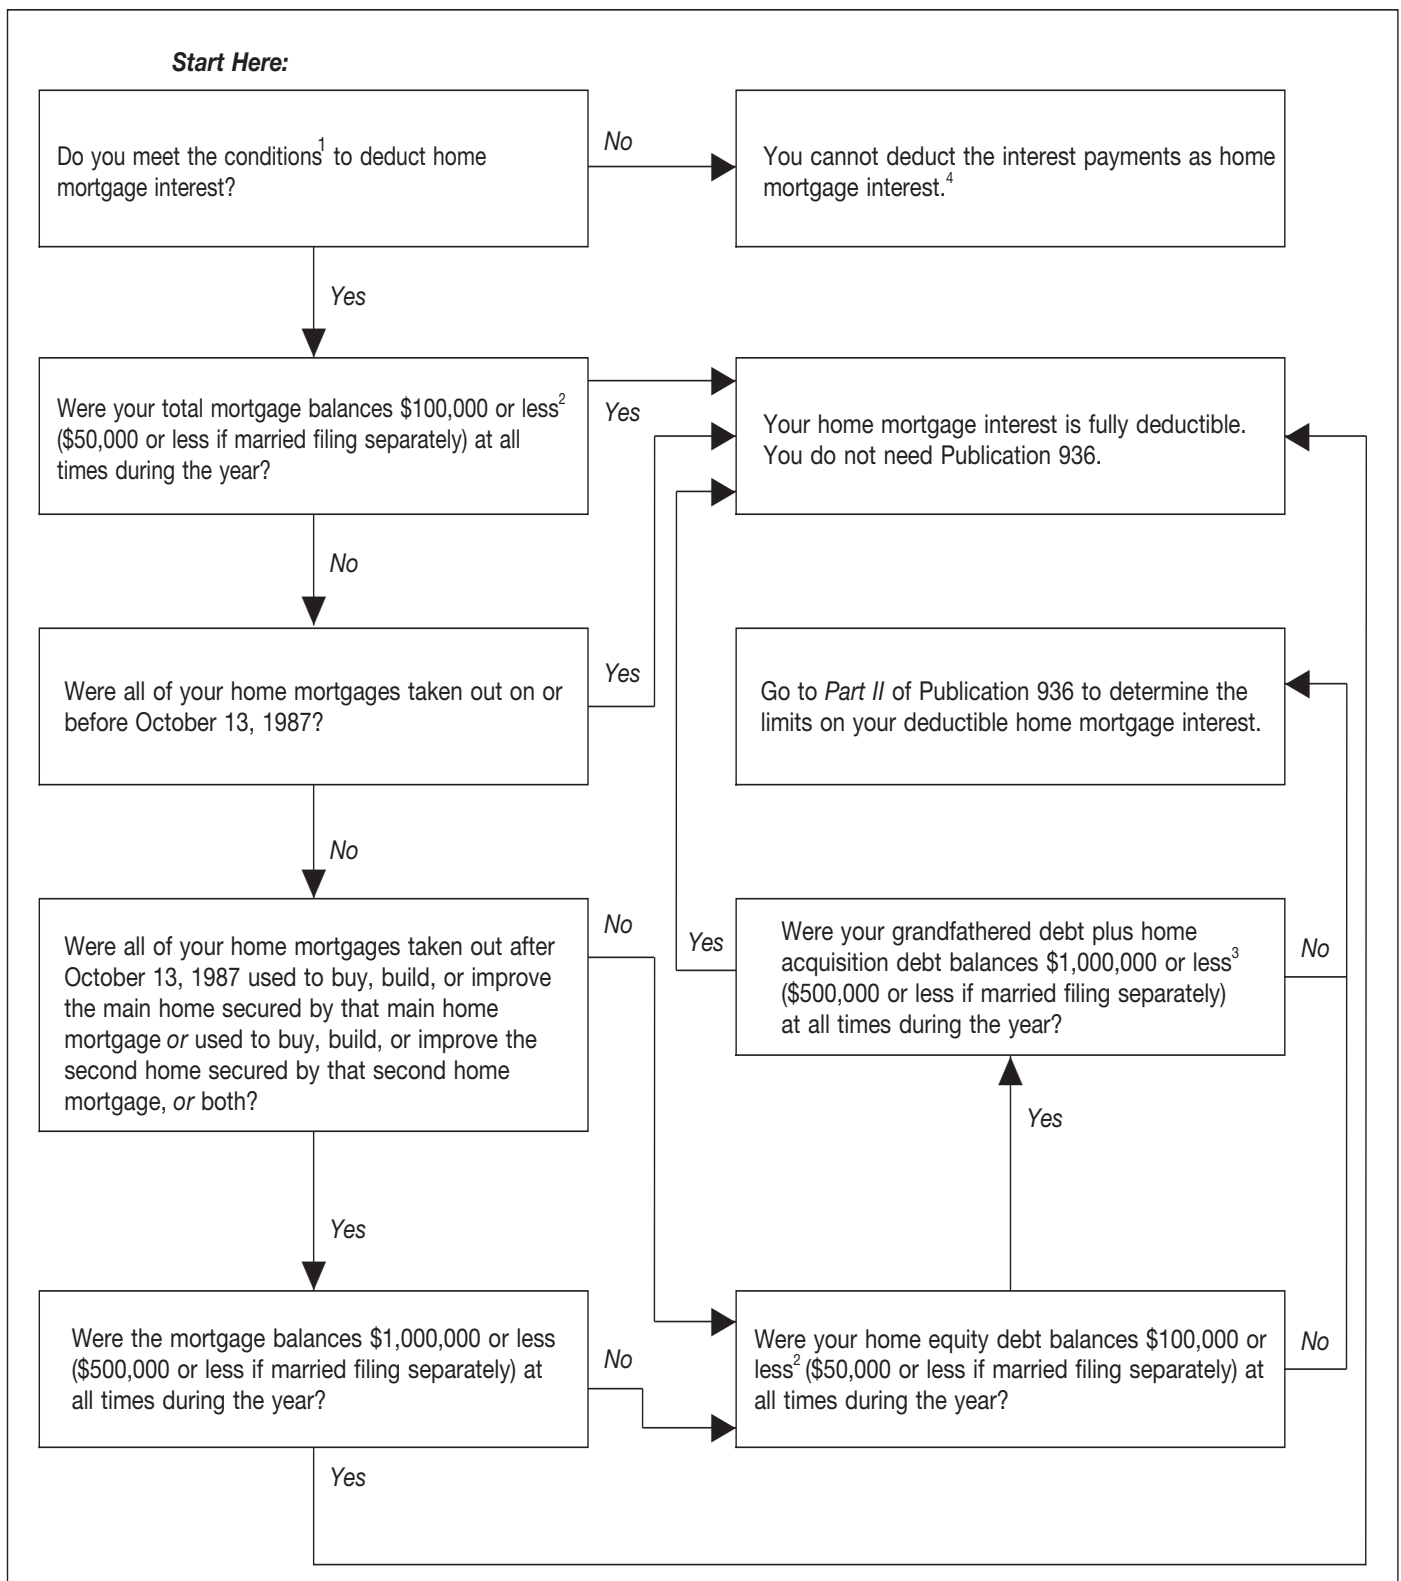 Start Here:
Do you meet the conditions1 to deduct home
mortgage interest?
No
You cannot deduct the interest payments as home
mortgage interest.4
Yes
Were your total mortgage balances $100,000 or less2
($50,000 or less if married filing separately) at all
times during the year?
Yes
Your home mortgage interest is fully deductible.
You do not need Publication 936.
No
Were all of your home mortgages taken out on or
before October 13, 1987?
Yes
Go to Part II of Publication 936 to determine the
limits on your deductible home mortgage interest.
No
Were all of your home mortgages taken out after
October 13, 1987 used to buy, build, or improve
the main home secured by that main home
mortgage or used to buy, build, or improve the
second home secured by that second home
mortgage, or both?
No
Yes
Were your grandfathered debt plus home
acquisition debt balances $1,000,000 or less3
($500,000 or less if married filing separately)
at all times during the year?
No
Yes
Yes
Were the mortgage balances $1,000,000 or less
($500,000 or less if married filing separately) at
all times during the year?
No
Were your home equity debt balances $100,000 or
less2 ($50,000 or less if married filing separately) at
all times during the year?
No
Yes